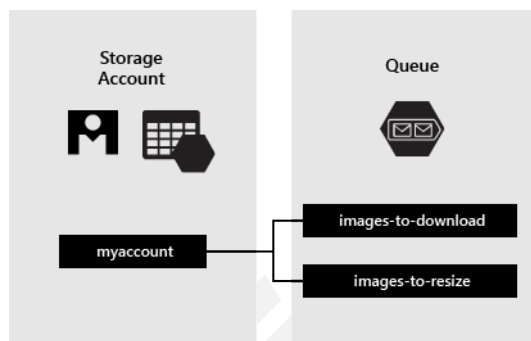 Storage
Account
Queue
myaccount
images-to-download
images-to-resize